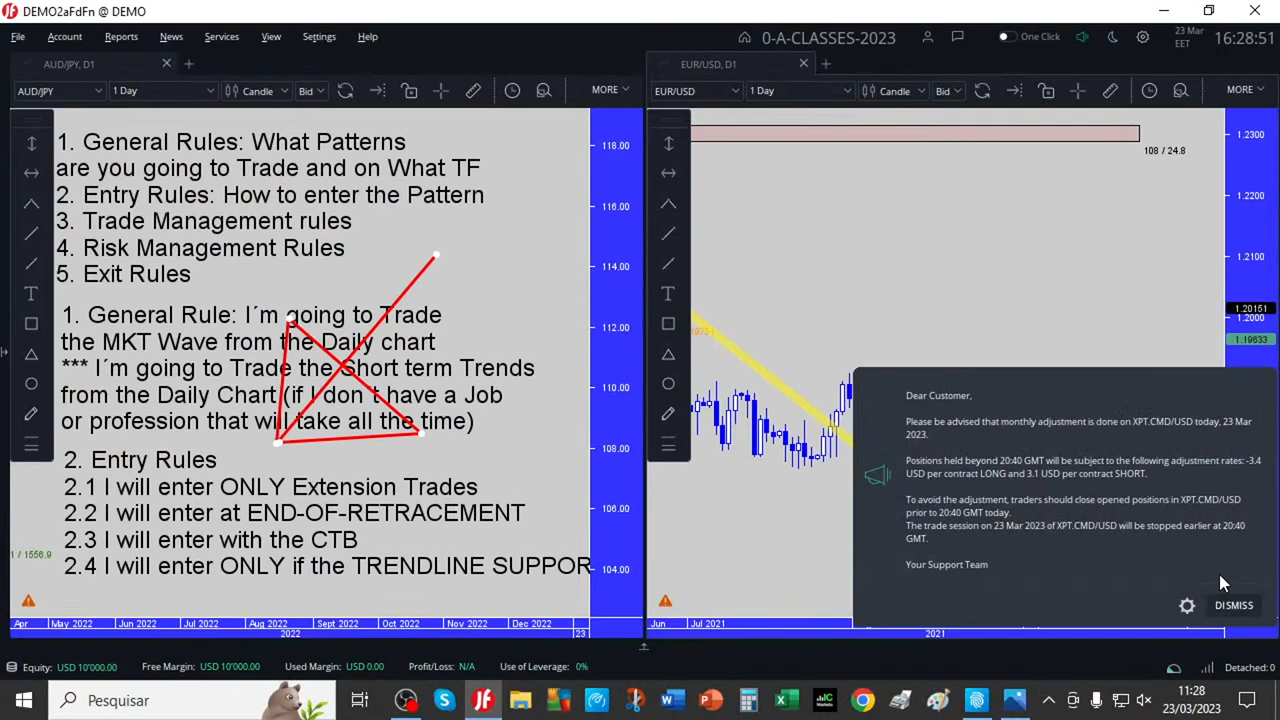 DEMO2aFdFn @ DEMO
File Account Reports News Services View Settings Help
0-A-CLASSES-2023
One Click
23 Mar
EET
16:28:51
AUD/JPY, D1
EUR/USD, D1
AUD/JPY 1 Day Candle Bid MORE
EUR/USD 1 Day Candle Bid MORE
1. General Rules: What Patterns
are you going to Trade and on What TF
2. Entry Rules: How to enter the Pattern
3. Trade Management rules
4. Risk Management Rules
5. Exit Rules
1. General Rule: I´m going to Trade
the MKT Wave from the Daily chart
*** I´m going to Trade the Short term Trends
from the Daily Chart (if I don´t have a Job
or profession that will take all the time)
2. Entry Rules
2.1 I will enter ONLY Extension Trades
2.2 I will enter at END-OF-RETRACEMENT
2.3 I will enter with the CTB
2.4 I will enter ONLY if the TRENDLINE SUPPOR
1 / 1556.9
118.00
116.00
114.00
112.00
110.00
108.00
106.00
104.00
Apr May 2022 Jun 2022 Jul 2022 Aug 2022 Sept 2022 Oct 2022 Nov 2022 Dec 2022
2022 23
108 / 24.8
1.2300
1.2200
1.2100
1.20151
1.2000
1.19633
Dear Customer,
Please be advised that monthly adjustment is done on XPT.CMD/USD today, 23 Mar
2023.
Positions held beyond 20:40 GMT will be subject to the following adjustment rates: -3.4
USD per contract LONG and 3.1 USD per contract SHORT.
To avoid the adjustment, traders should close opened positions in XPT.CMD/USD
prior to 20:40 GMT today.
The trade session on 23 Mar 2023 of XPT.CMD/USD will be stopped earlier at 20:40
GMT.
Your Support Team
DISMISS
Jun Jul 2021
2021
Equity: USD 10'000.00 Free Margin: USD 10'000.00 Used Margin: USD 0.00 Profit/Loss: N/A Use of Leverage: 0%
Detached: 0
Pesquisar
11:28
23/03/2023